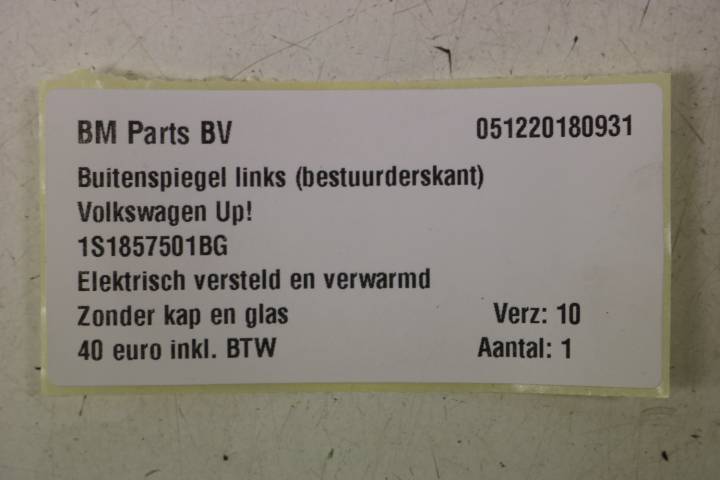 BM Parts BV 051220180931
Buitenspiegel links (bestuurderskant)
Volkswagen Up!
1S1857501BG
Elektrisch versteld en verwarmd
Zonder kap en glas Verz: 10
40 euro inkl. BTW Aantal: 1